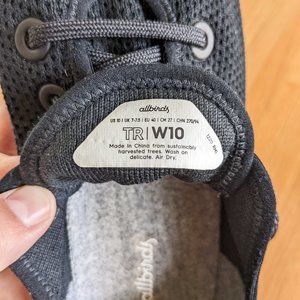 allbirds
US 10 | UK 7-7.5 | EU 40 | CM 27 | CHN 270/94
TR | W10
Made in China from sustainably
harvested trees. Wash on
delicate. Air Dry.
allbirds